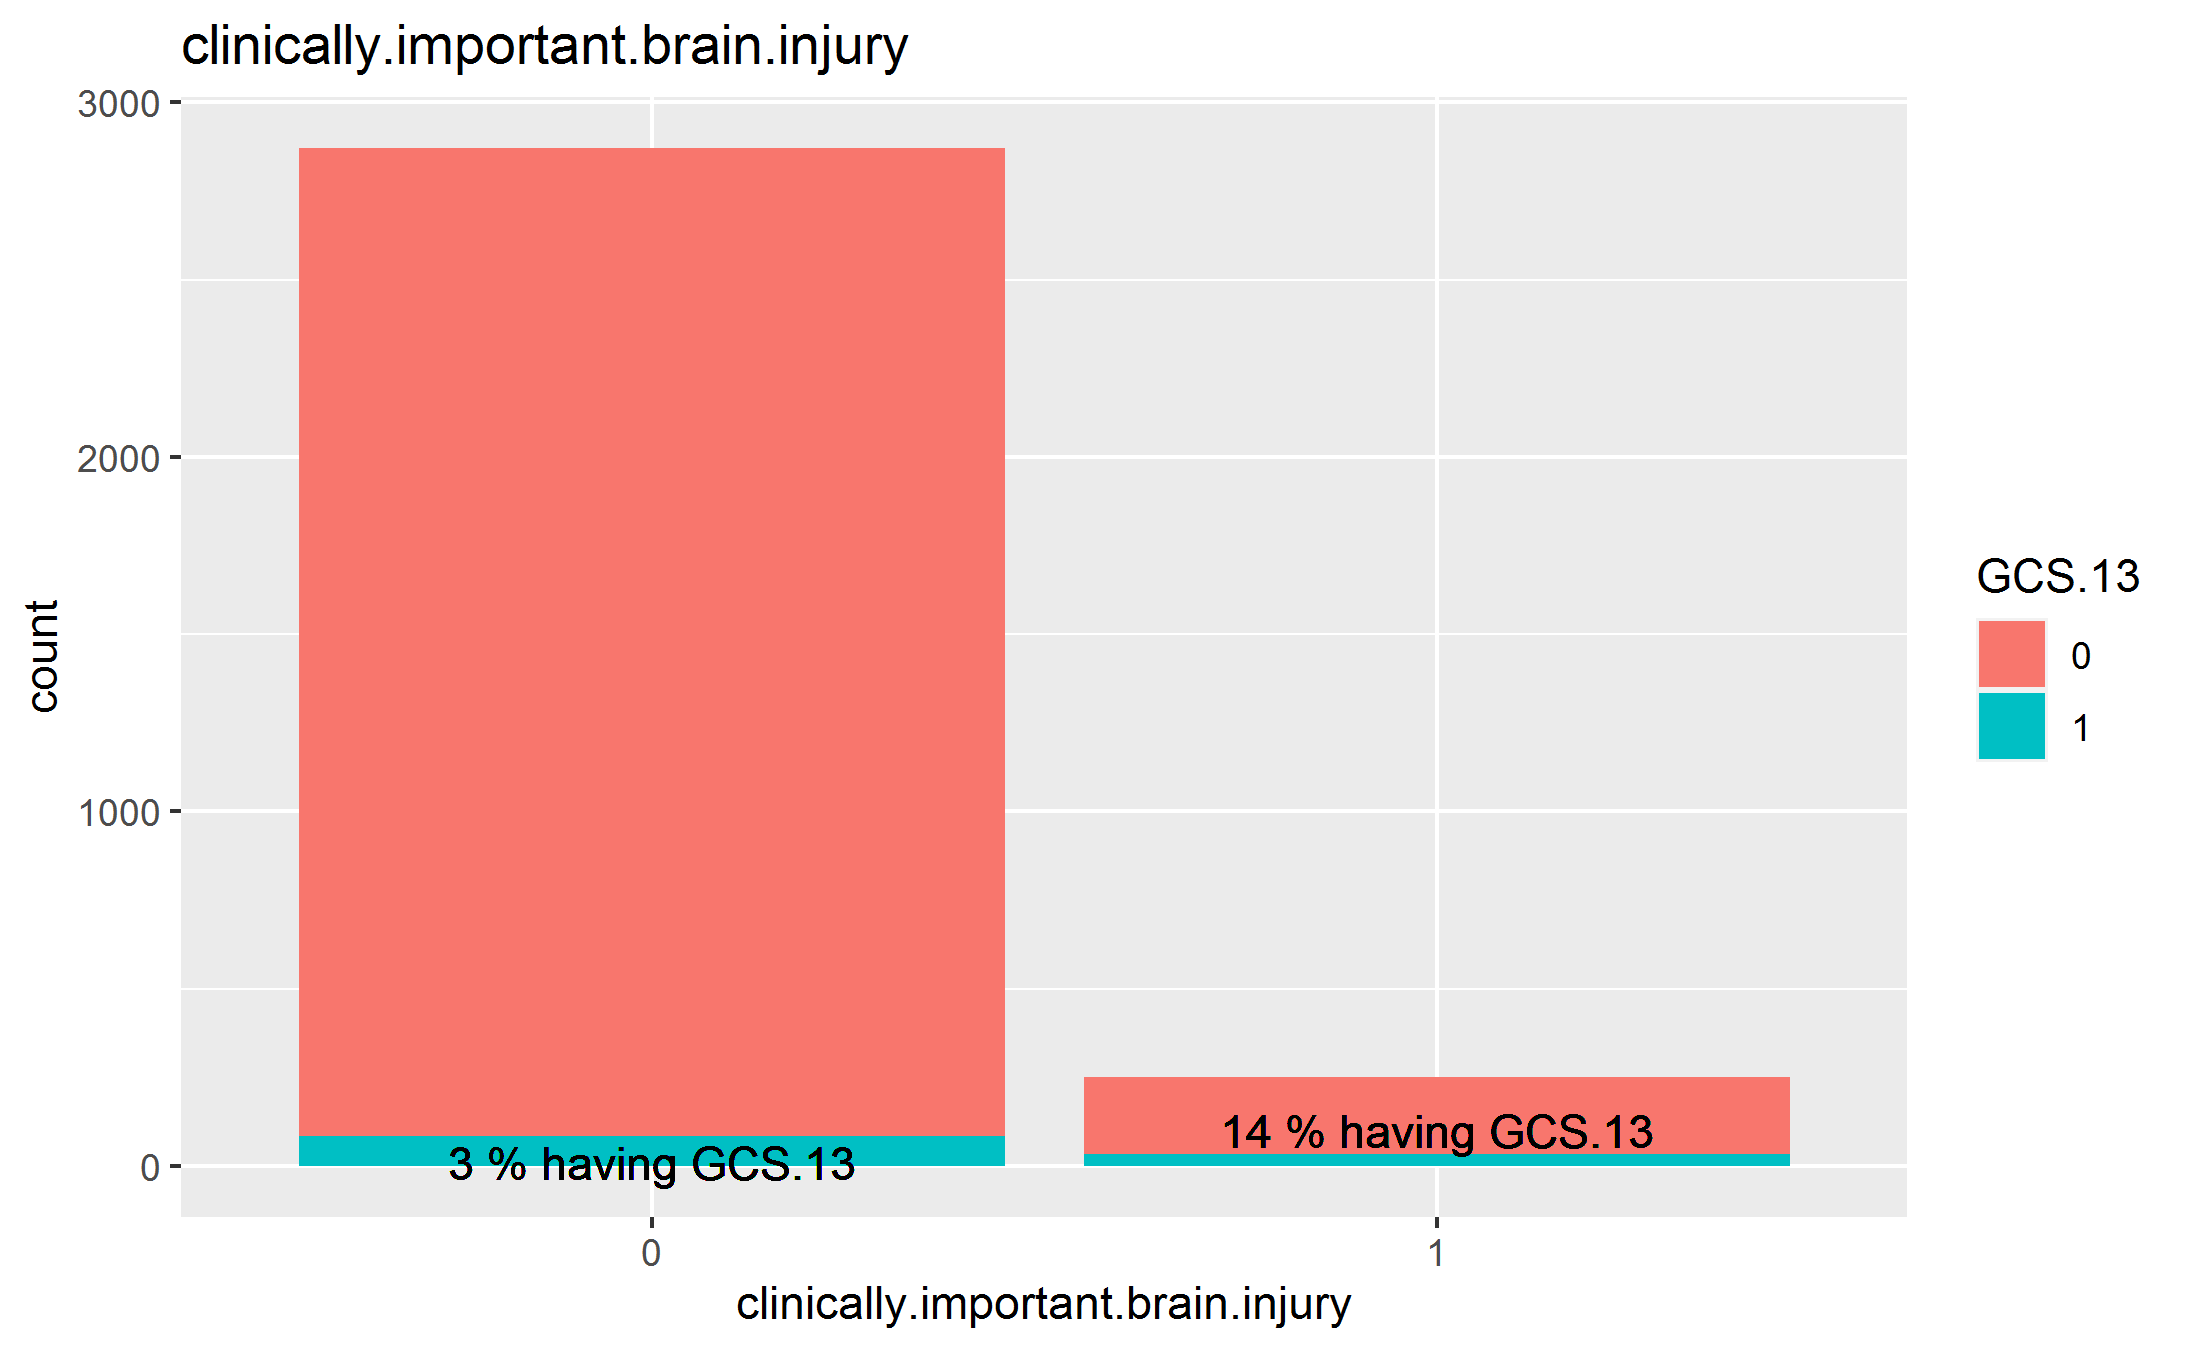 clinically.important.brain.injury
3000
2000
1000
0
count
3 % having GCS.13
14 % having GCS.13
0
1
clinically.important.brain.injury
GCS.13
0
1